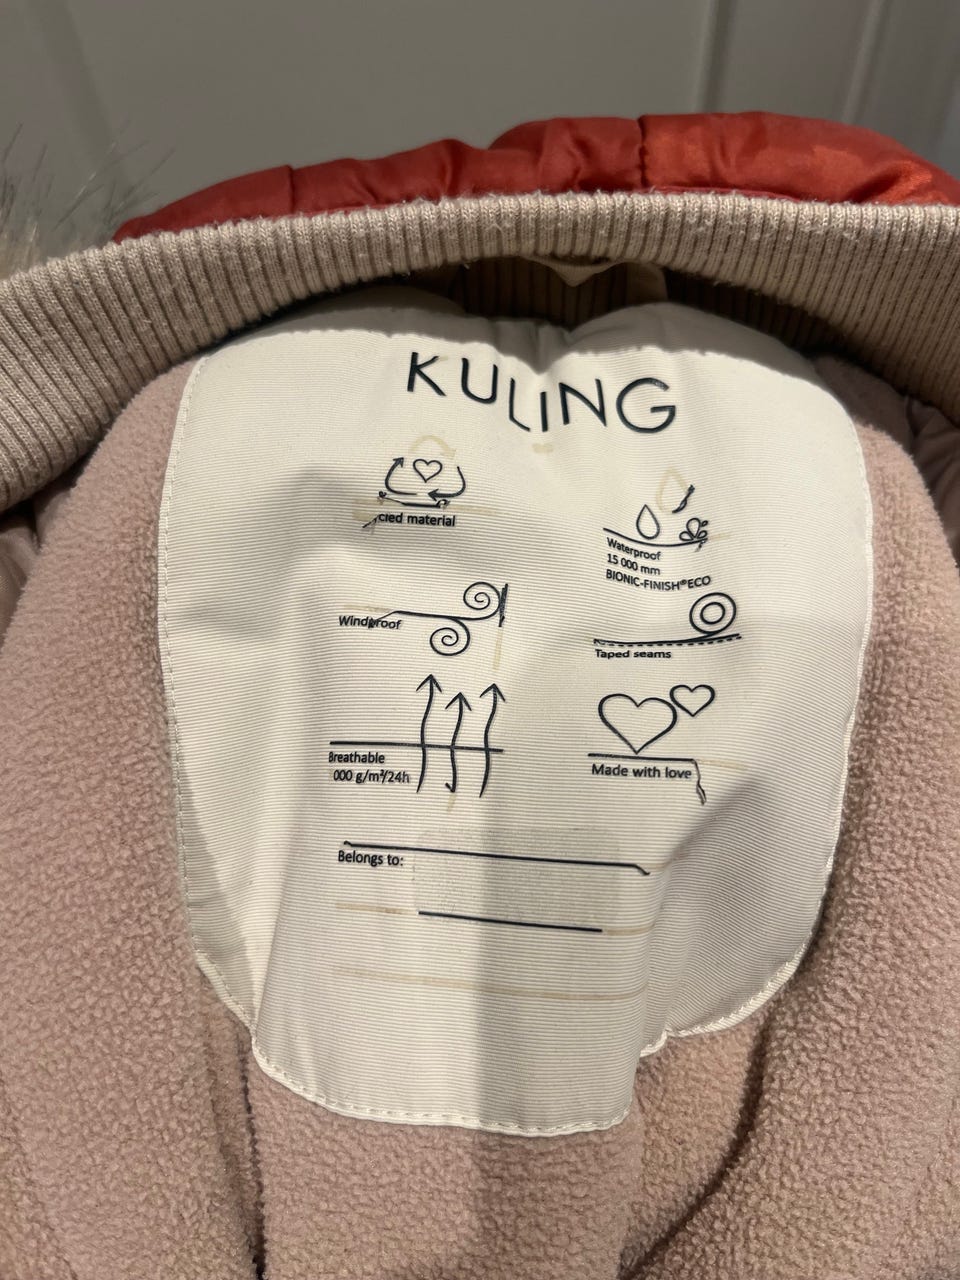 KULING
cled material
Waterproof
15 000 mm
BIONIC-FINISH®ECO
Windproof
Taped seams
Breathable
000 g/m²/24h
Made with love
Belongs to: